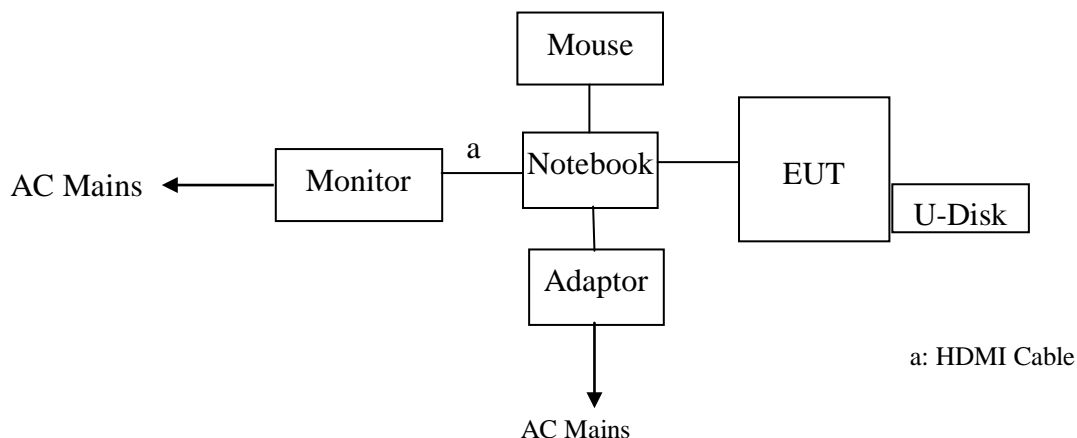 Mouse
a
Notebook
EUT
AC Mains
Monitor
U-Disk
Adaptor
a: HDMI Cable
AC Mains